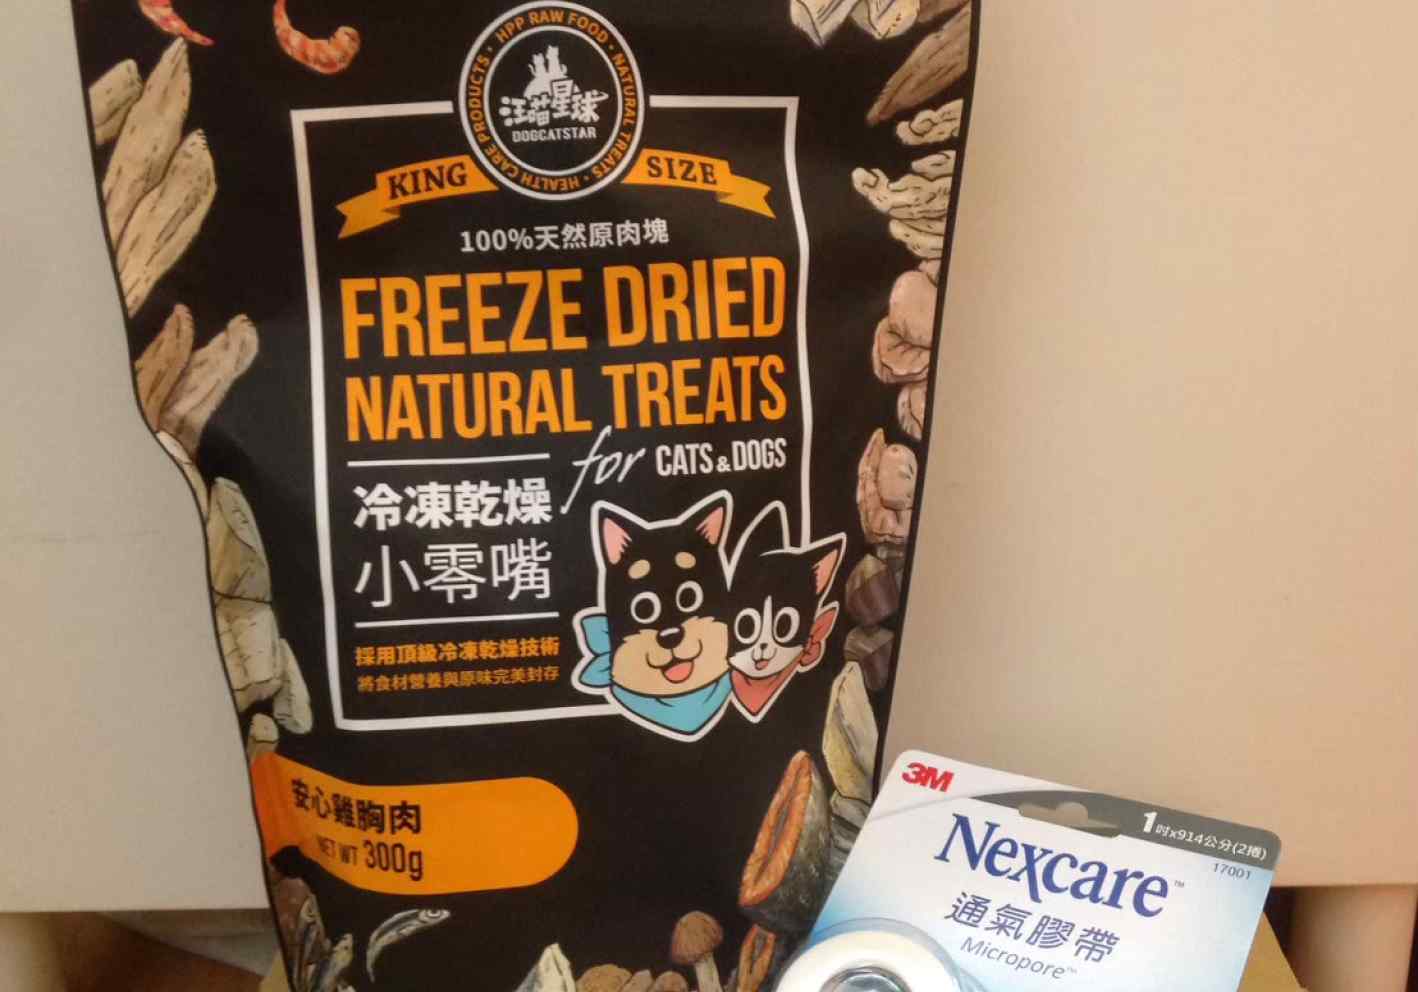 HPP RAW FOOD · NATURAL TREATS · HEALTH CARE PRODUCTS ·
汪喵星球
DOGCATSTAR
KING SIZE
100%天然原肉塊
FREEZE DRIED
NATURAL TREATS
for CATS & DOGS
冷凍乾燥
小零嘴
採用頂級冷凍乾燥技術
將食材營養與原味完美封存
安心雞胸肉
NET WT 300g
3M
1吋x914公分(2捲)
17001
Nexcare™
通氣膠帶
Micropore™